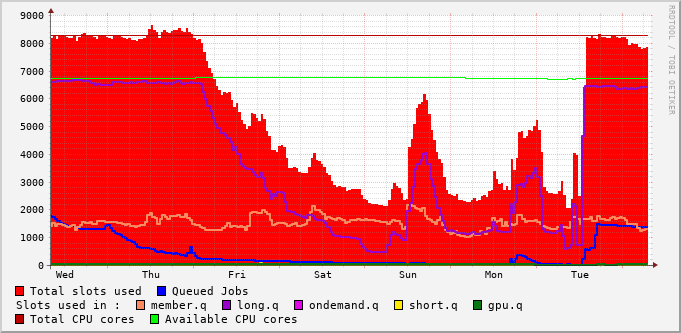 9000
8000
7000
6000
5000
4000
3000
2000
1000
0
Wed Thu Fri Sat Sun Mon Tue
RRDTOOL / TOBI OETIKER
Total slots used Queued Jobs
Slots used in : member.q long.q ondemand.q short.q gpu.q
Total CPU cores Available CPU cores